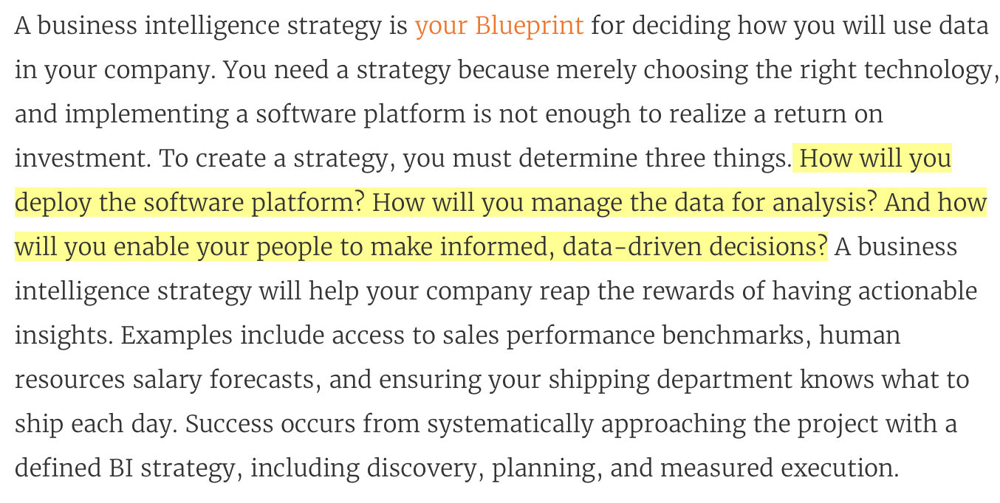 A business intelligence strategy is your Blueprint for deciding how you will use data
in your company. You need a strategy because merely choosing the right technology,
and implementing a software platform is not enough to realize a return on
investment. To create a strategy, you must determine three things. How will you
deploy the software platform? How will you manage the data for analysis? And how
will you enable your people to make informed, data-driven decisions? A business
intelligence strategy will help your company reap the rewards of having actionable
insights. Examples include access to sales performance benchmarks, human
resources salary forecasts, and ensuring your shipping department knows what to
ship each day. Success occurs from systematically approaching the project with a
defined BI strategy, including discovery, planning, and measured execution.